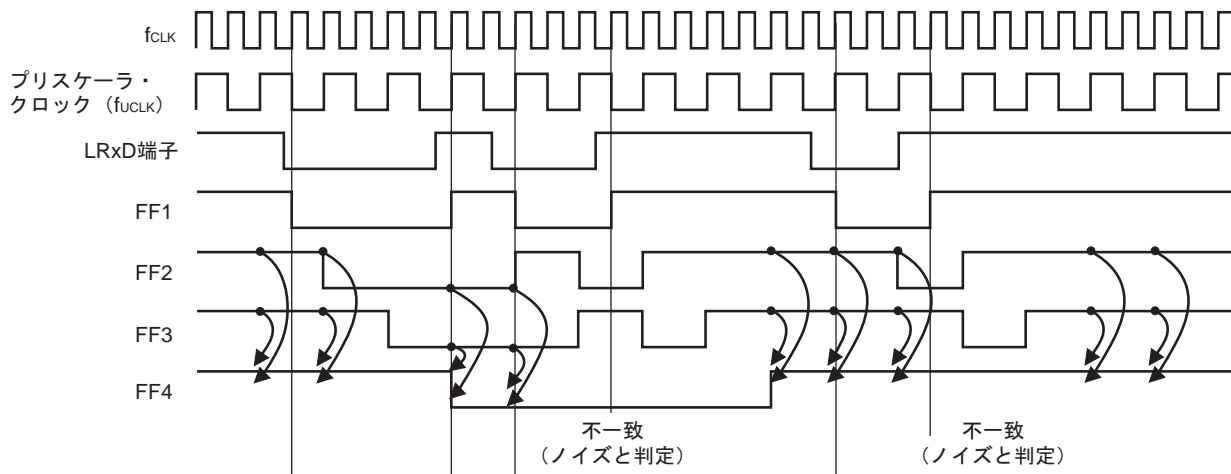 fCLK
プリスケーラ・
クロック（fUCLK）
LRxD端子
FF1
FF2
FF3
FF4
不一致
（ノイズと判定）
不一致
（ノイズと判定）